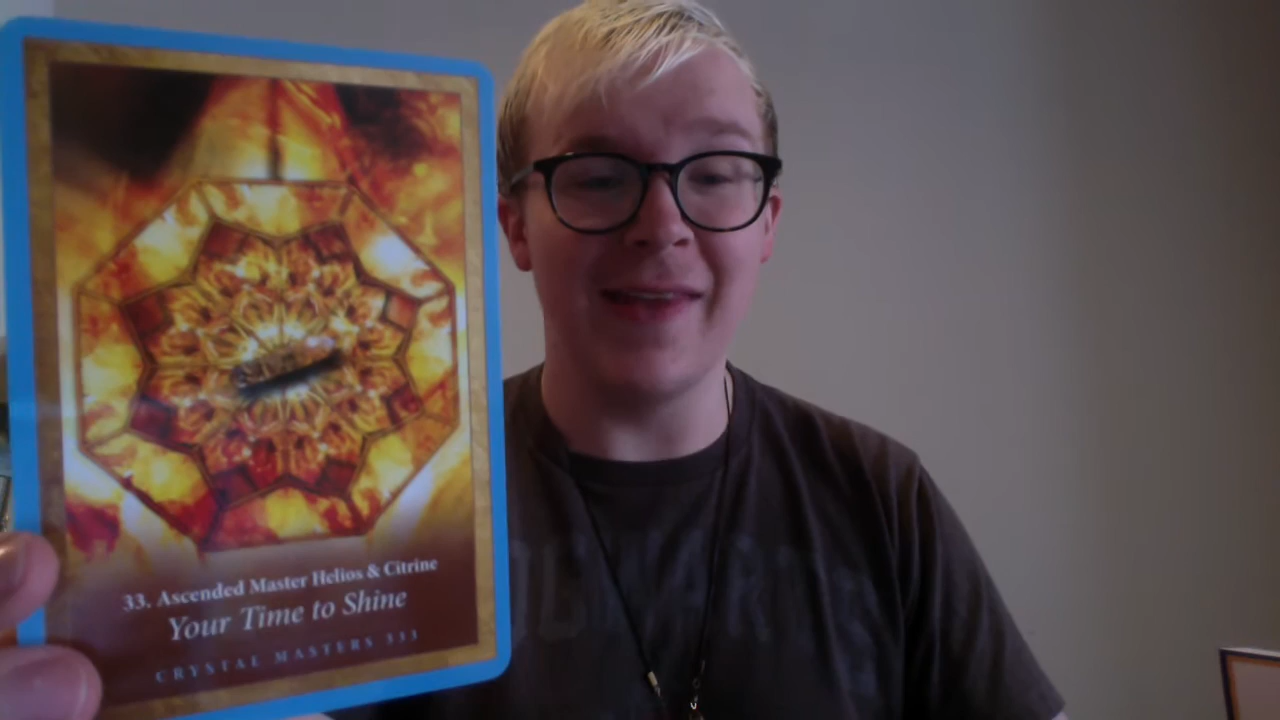 33. Ascended Master Helios & Citrine
Your Time to Shine
CRYSTAL MASTERS 333